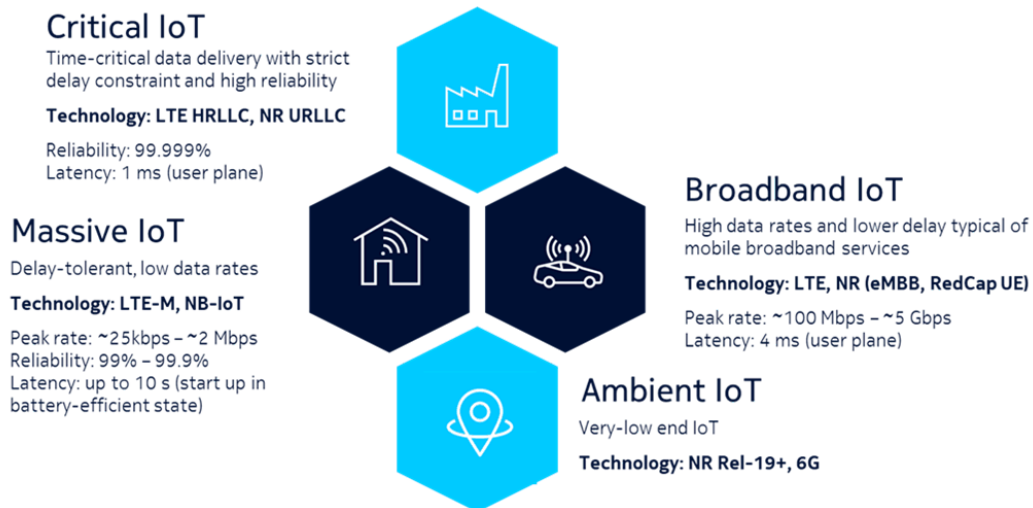 Critical IoT
Time-critical data delivery with strict
delay constraint and high reliability
Technology: LTE HRLLC, NR URLLC
Reliability: 99.999%
Latency: 1 ms (user plane)
Massive IoT
Delay-tolerant, low data rates
Technology: LTE-M, NB-IoT
Peak rate: ~25kbps – ~2 Mbps
Reliability: 99% – 99.9%
Latency: up to 10 s (start up in
battery-efficient state)
Broadband IoT
High data rates and lower delay typical of
mobile broadband services
Technology: LTE, NR (eMBB, RedCap UE)
Peak rate: ~100 Mbps – ~5 Gbps
Latency: 4 ms (user plane)
Ambient IoT
Very-low end IoT
Technology: NR Rel-19+, 6G